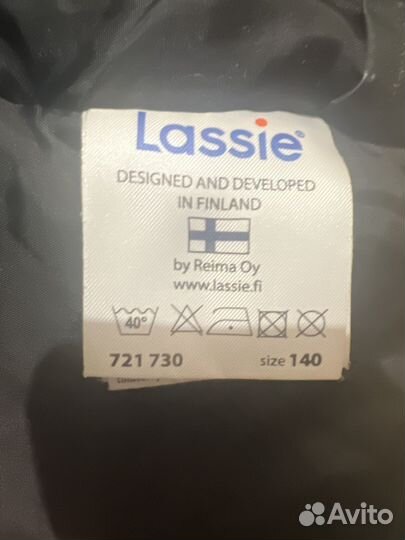 Lassie®
DESIGNED AND DEVELOPED
IN FINLAND
by Reima Oy
www.lassie.fi
40°
721 730 size 140
Avito